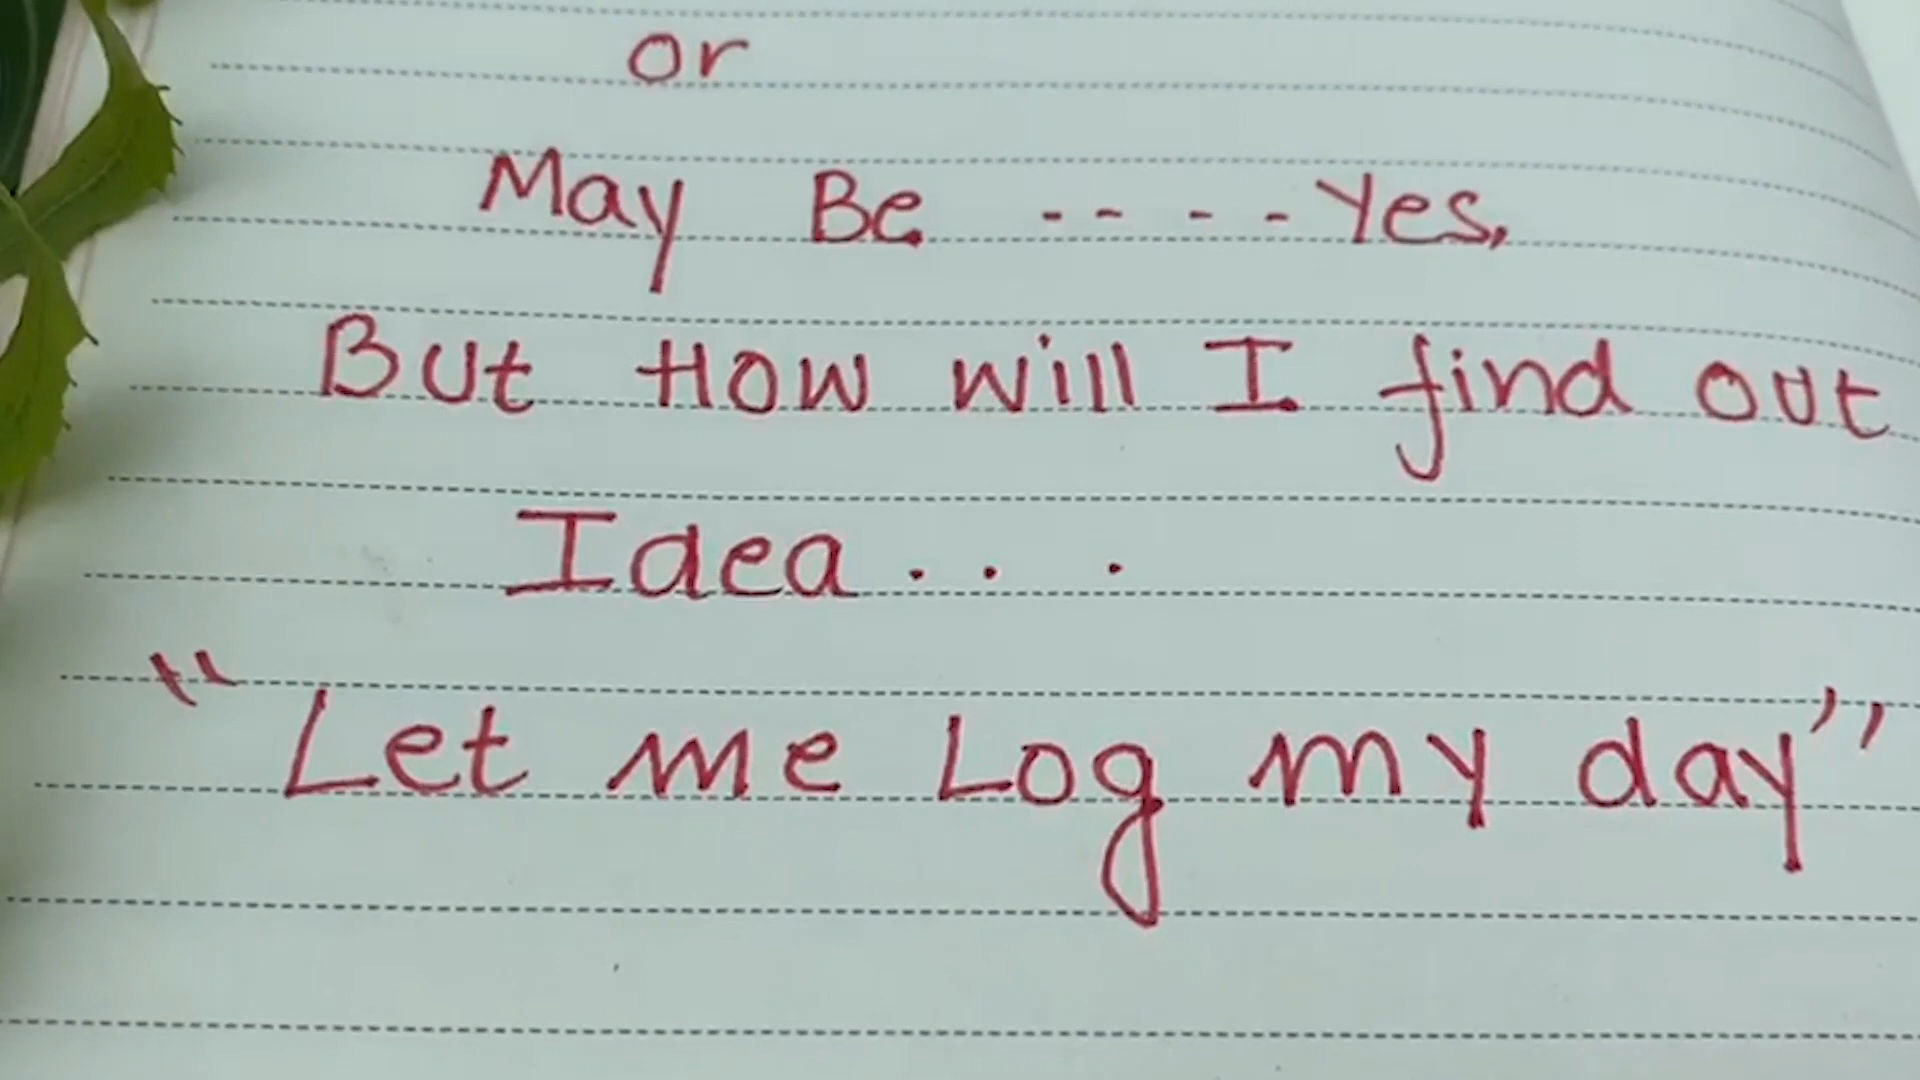 or
May Be ---- Yes,
But How will I find out
Idea...
"Let me Log my day"